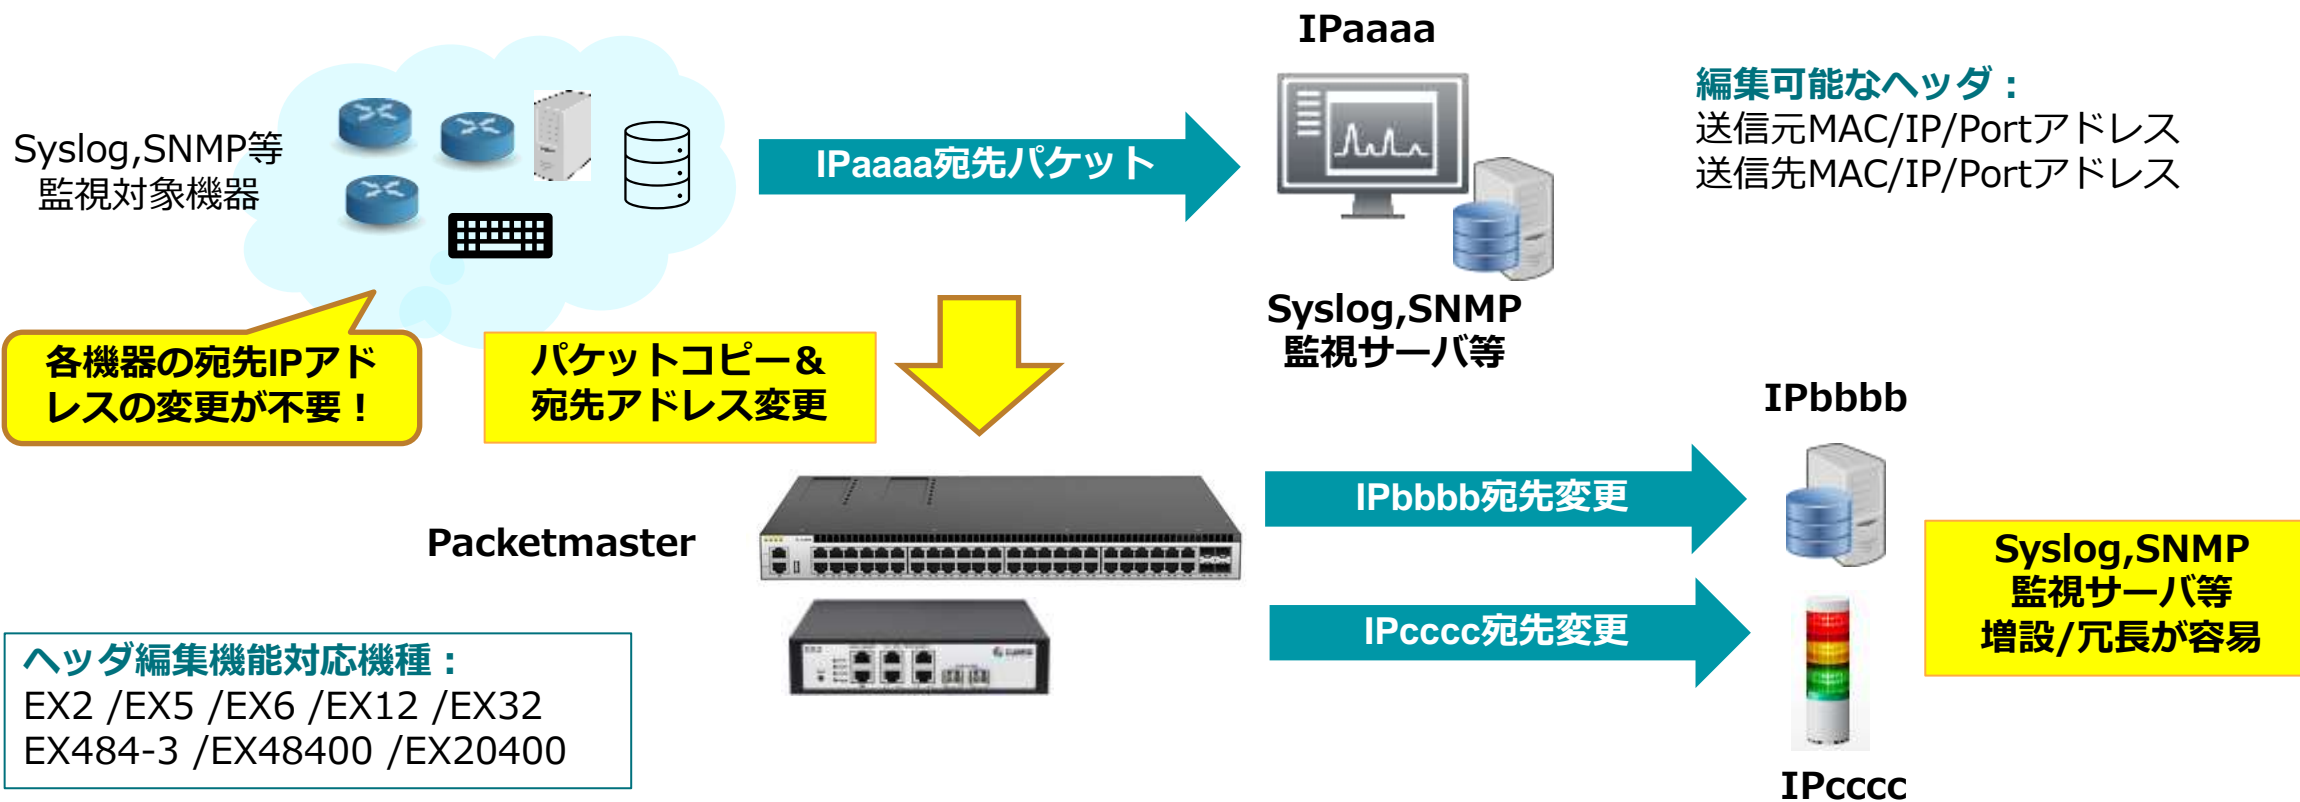 IPaaaa
編集可能なヘッダ：
送信元MAC/IP/Portアドレス
送信先MAC/IP/Portアドレス
Syslog,SNMP等
監視対象機器
IPaaaa宛先パケット
Syslog,SNMP
監視サーバ等
各機器の宛先IPアド
レスの変更が不要！
パケットコピー＆
宛先アドレス変更
IPbbbb
Packetmaster
IPbbbb宛先変更
IPcccc宛先変更
Syslog,SNMP
監視サーバ等
増設/冗長が容易
ヘッダ編集機能対応機種：
EX2 /EX5 /EX6 /EX12 /EX32
EX484-3 /EX48400 /EX20400
IPcccc